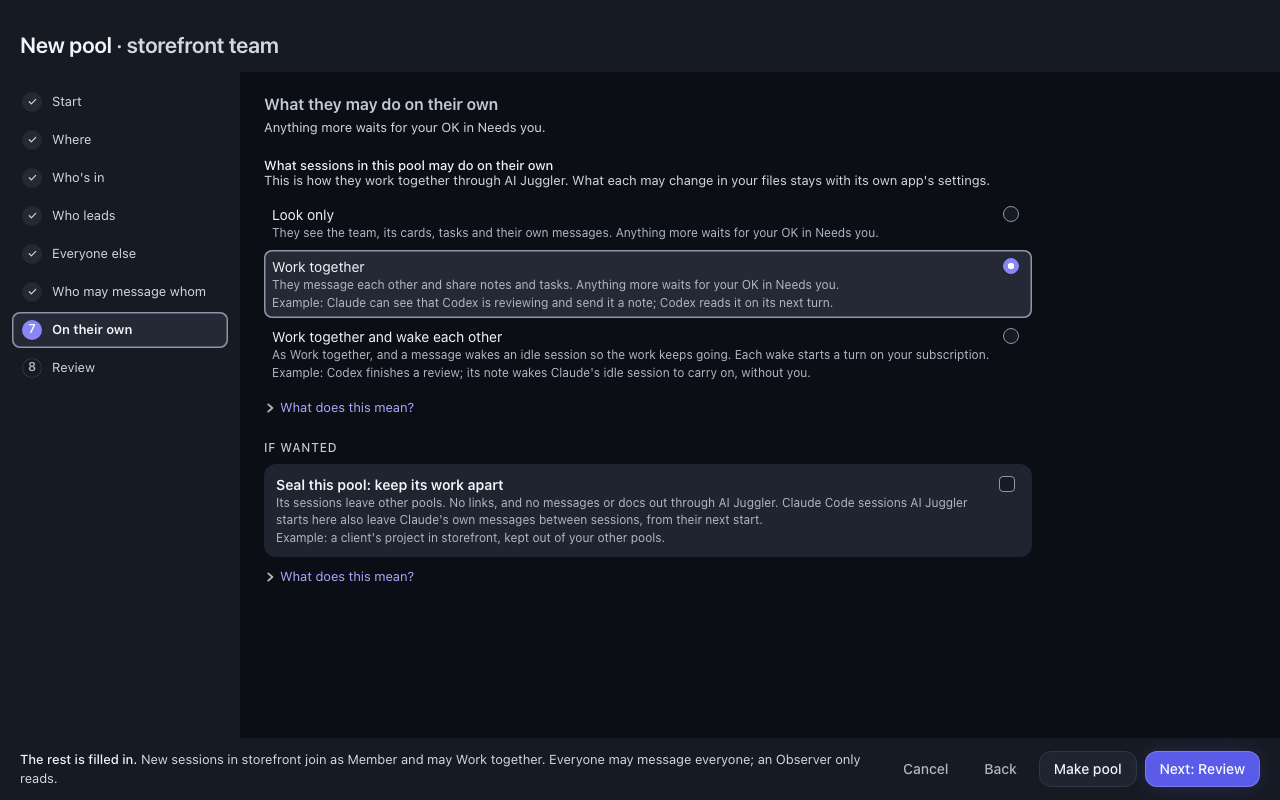 New pool · storefront team
Start
Where
Who's in
Who leads
Everyone else
Who may message whom
7 On their own
8 Review
What they may do on their own
Anything more waits for your OK in Needs you.
What sessions in this pool may do on their own
This is how they work together through AI Juggler. What each may change in your files stays with its own app's settings.
Look only
They see the team, its cards, tasks and their own messages. Anything more waits for your OK in Needs you.
Work together
They message each other and share notes and tasks. Anything more waits for your OK in Needs you.
Example: Claude can see that Codex is reviewing and send it a note; Codex reads it on its next turn.
Work together and wake each other
As Work together, and a message wakes an idle session so the work keeps going. Each wake starts a turn on your subscription.
Example: Codex finishes a review; its note wakes Claude's idle session to carry on, without you.
What does this mean?
IF WANTED
Seal this pool: keep its work apart
Its sessions leave other pools. No links, and no messages or docs out through AI Juggler. Claude Code sessions AI Juggler
starts here also leave Claude's own messages between sessions, from their next start.
Example: a client's project in storefront, kept out of your other pools.
What does this mean?
The rest is filled in. New sessions in storefront join as Member and may Work together. Everyone may message everyone; an Observer only
reads.
Cancel
Back
Make pool
Next: Review